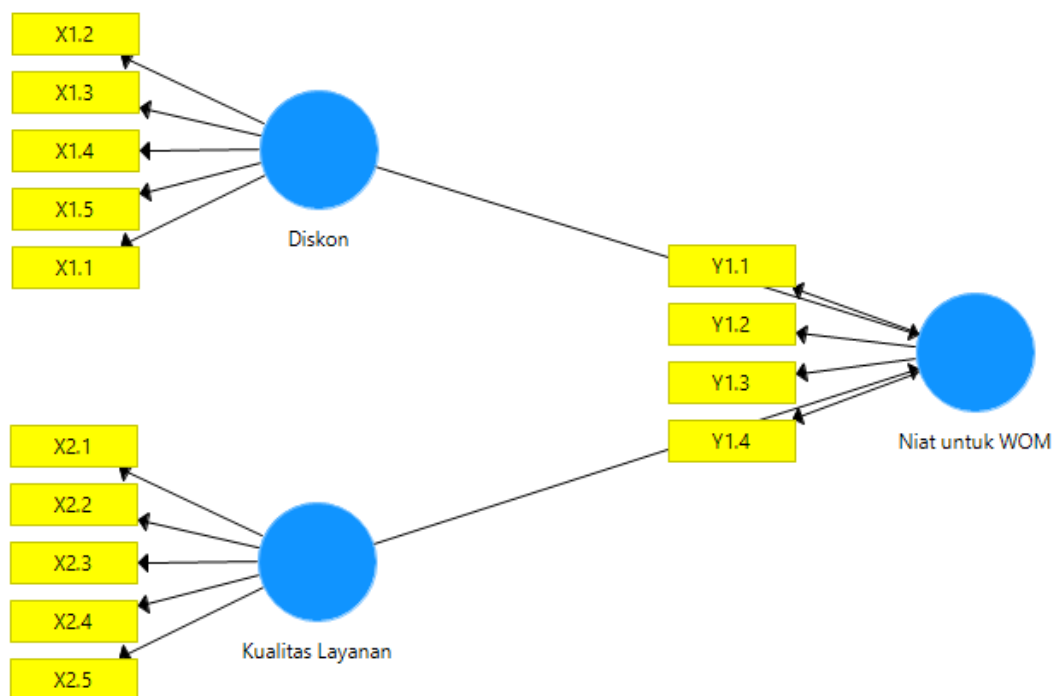 X1.2
X1.3
X1.4
X1.5
X1.1
Diskon
Y1.1
Y1.2
Y1.3
Y1.4
Niat untuk WOM
X2.1
X2.2
X2.3
X2.4
X2.5
Kualitas Layanan